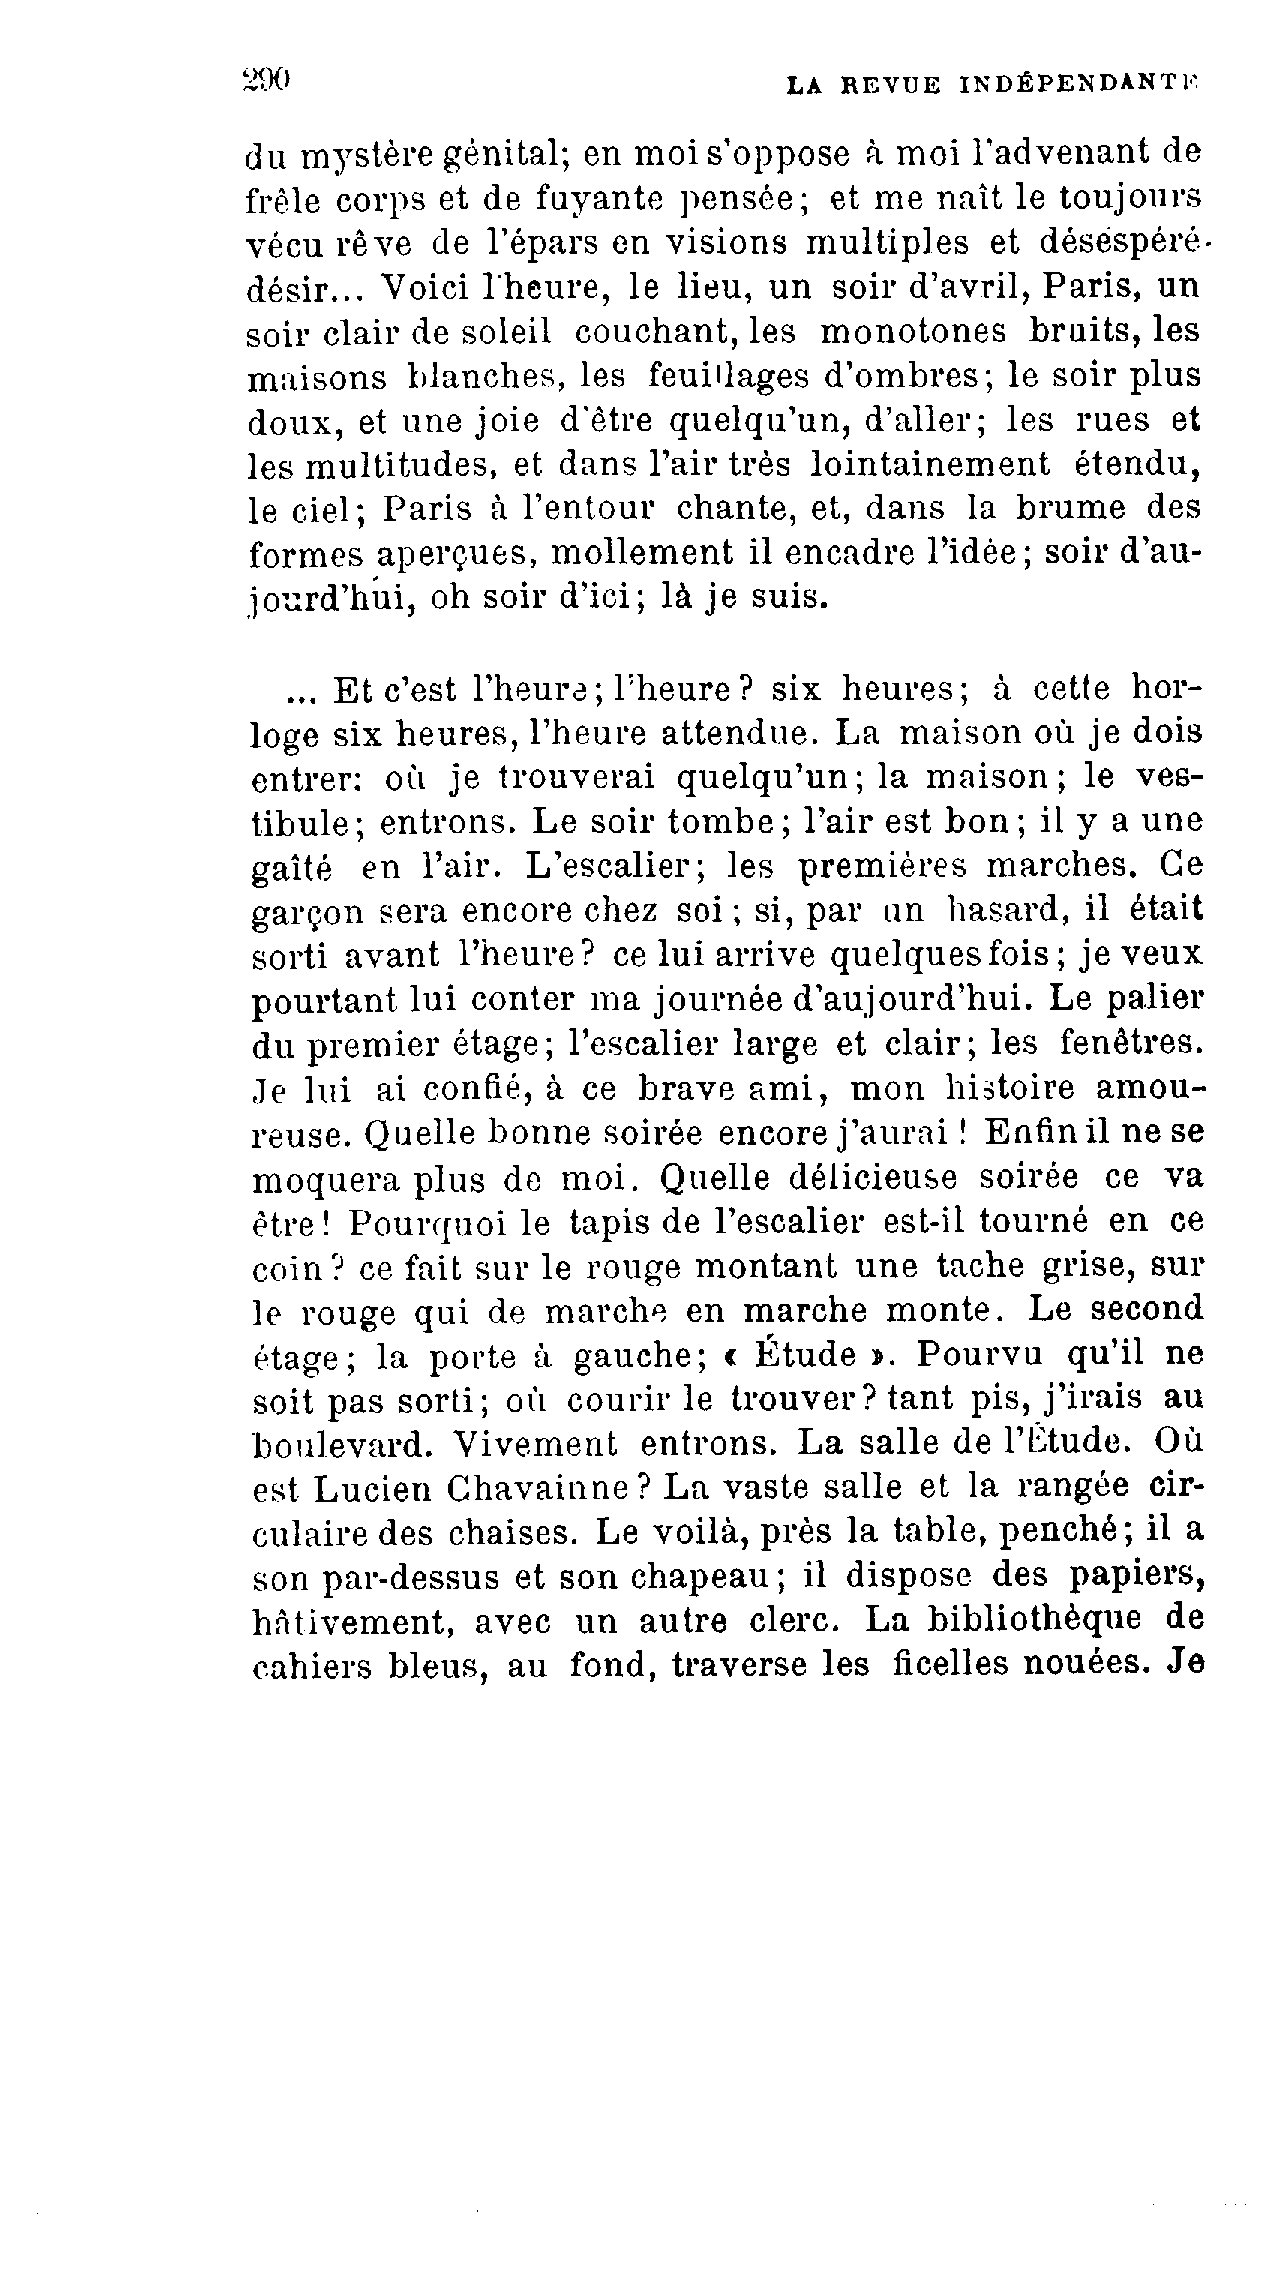 290
LA REVUE INDÉPENDANTE
du mystère génital; en moi s'oppose à moi l'advenant de
frêle corps et de fuyante pensée; et me naît le toujours
vécu rêve de l'épars en visions multiples et désespéré
désir... Voici l'heure, le lieu, un soir d'avril, Paris, un
soir clair de soleil couchant, les monotones bruits, les
maisons blanches, les feuillages d'ombres; le soir plus
doux, et une joie d'être quelqu'un, d'aller; les rues et
les multitudes, et dans l'air très lointainement étendu,
le ciel; Paris à l'entour chante, et, dans la brume des
formes aperçues, mollement il encadre l'idée; soir d'au-
jourd'hui, oh soir d'ici; là je suis.
... Et c'est l'heure; l'heure? six heures; à cette hor-
loge six heures, l'heure attendue. La maison où je dois
entrer: où je trouverai quelqu'un; la maison; le ves-
tibule; entrons. Le soir tombe; l'air est bon; il y a une
gaîté en l'air. L'escalier; les premières marches. Ce
garçon sera encore chez soi; si, par un hasard, il était
sorti avant l'heure? ce lui arrive quelquesfois; je veux
pourtant lui conter ma journée d'aujourd'hui. Le palier
du premier étage; l'escalier large et clair; les fenêtres.
Je lui ai confié, à ce brave ami, mon histoire amou-
reuse. Quelle bonne soirée encore j'aurai! Enfin il ne se
moquera plus de moi. Quelle délicieuse soirée ce va
être! Pourquoi le tapis de l'escalier est-il tourné en ce
coin? ce fait sur le rouge montant une tache grise, sur
le rouge qui de marche en marche monte. Le second
étage; la porte à gauche; « Étude ». Pourvu qu'il ne
soit pas sorti; où courir le trouver? tant pis, j'irais au
boulevard. Vivement entrons. La salle de l'Étude. Où
est Lucien Chavainne? La vaste salle et la rangée cir-
culaire des chaises. Le voilà, près la table, penché; il a
son par-dessus et son chapeau; il dispose des papiers,
hâtivement, avec un autre clerc. La bibliothèque de
cahiers bleus, au fond, traverse les ficelles nouées. Je